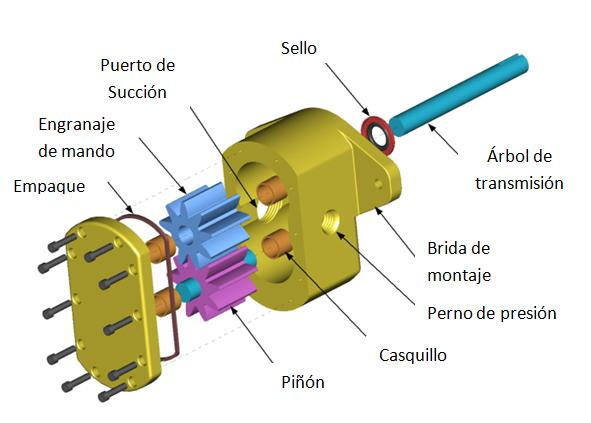 Sello
Puerto de
Succión
Engranaje
de mando
Empaque
Árbol de
transmisión
Brida de
montaje
Perno de presión
Casquillo
Piñón